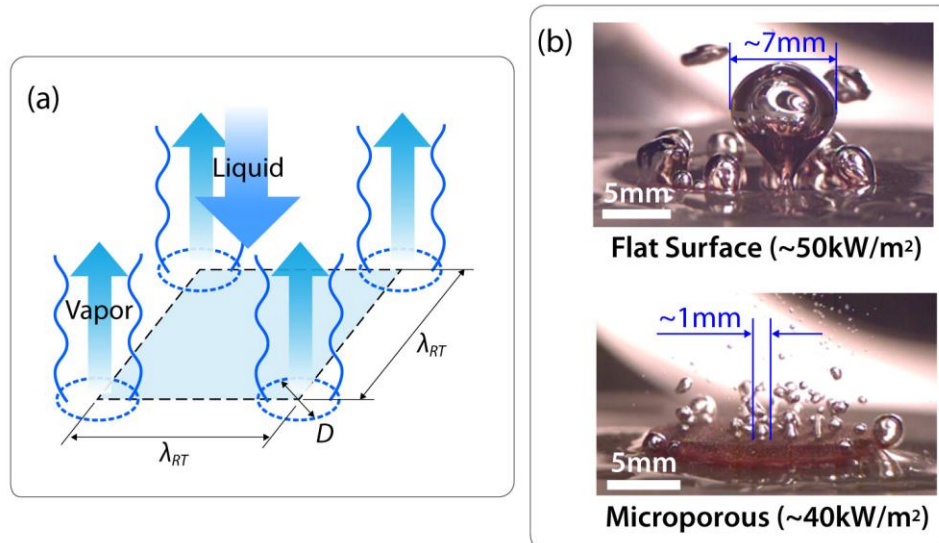 (a)
Liquid
Vapor
λRT
D
λRT
(b)
~7mm
5mm
Flat Surface (~50kW/m²)
~1mm
5mm
Microporous (~40kW/m²)